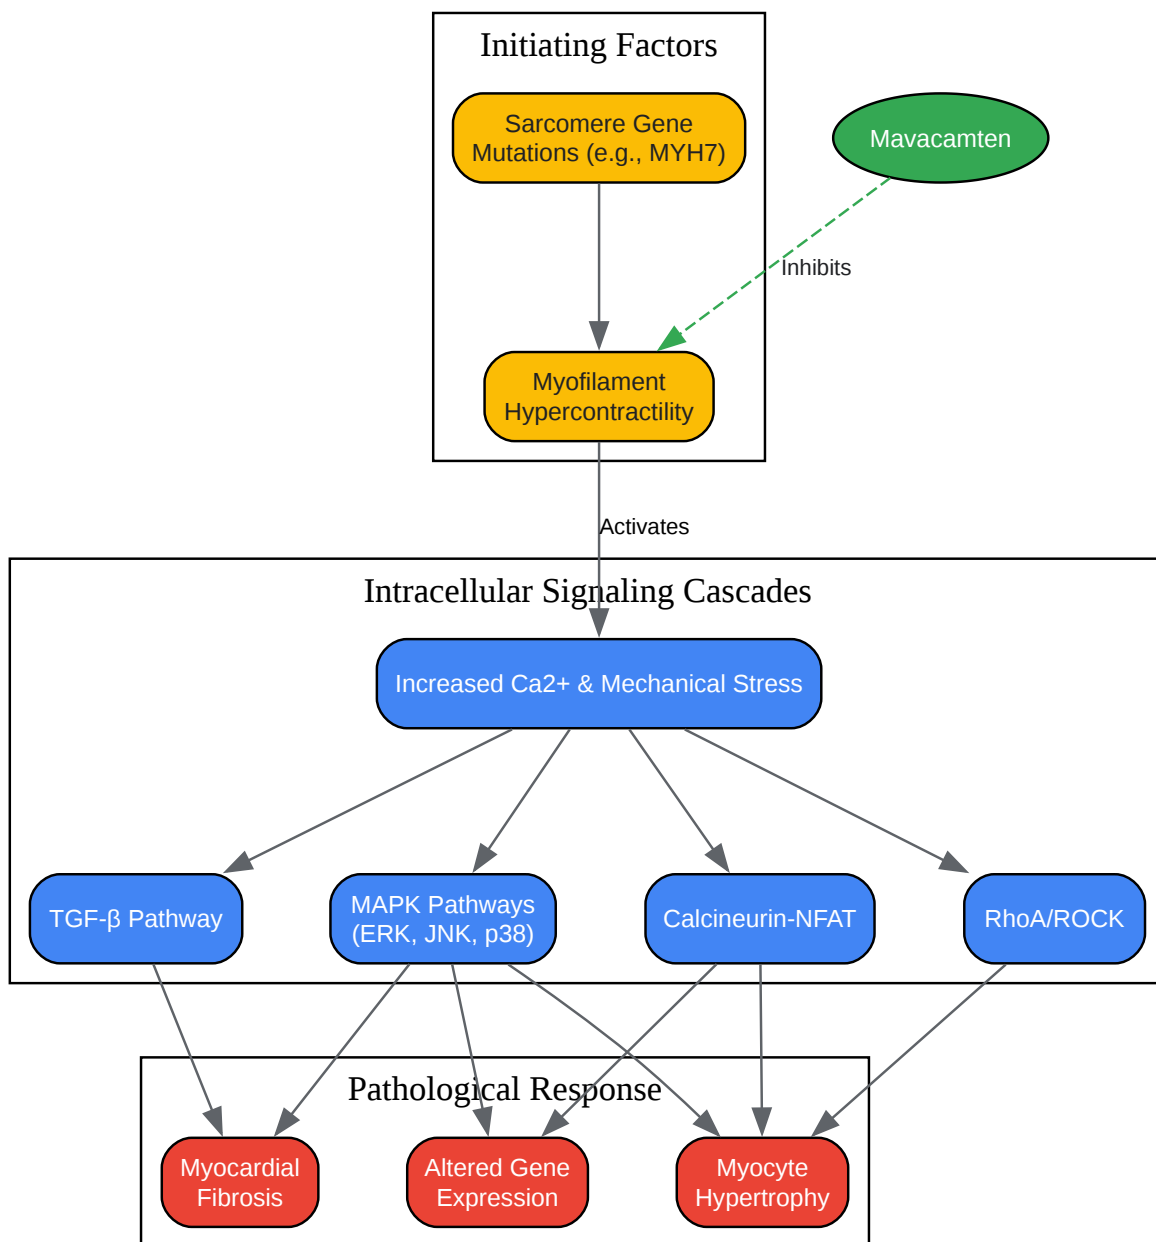 Initiating Factors
Sarcomere Gene
Mutations (e.g., MYH7)
Mavacamten
Inhibits
Myofilament
Hypercontractility
Activates
Intracellular Signaling Cascades
Increased Ca2+ & Mechanical Stress
TGF-β Pathway
MAPK Pathways
(ERK, JNK, p38)
Calcineurin-NFAT
RhoA/ROCK
Pathological Response
Myocardial
Fibrosis
Altered Gene
Expression
Myocyte
Hypertrophy